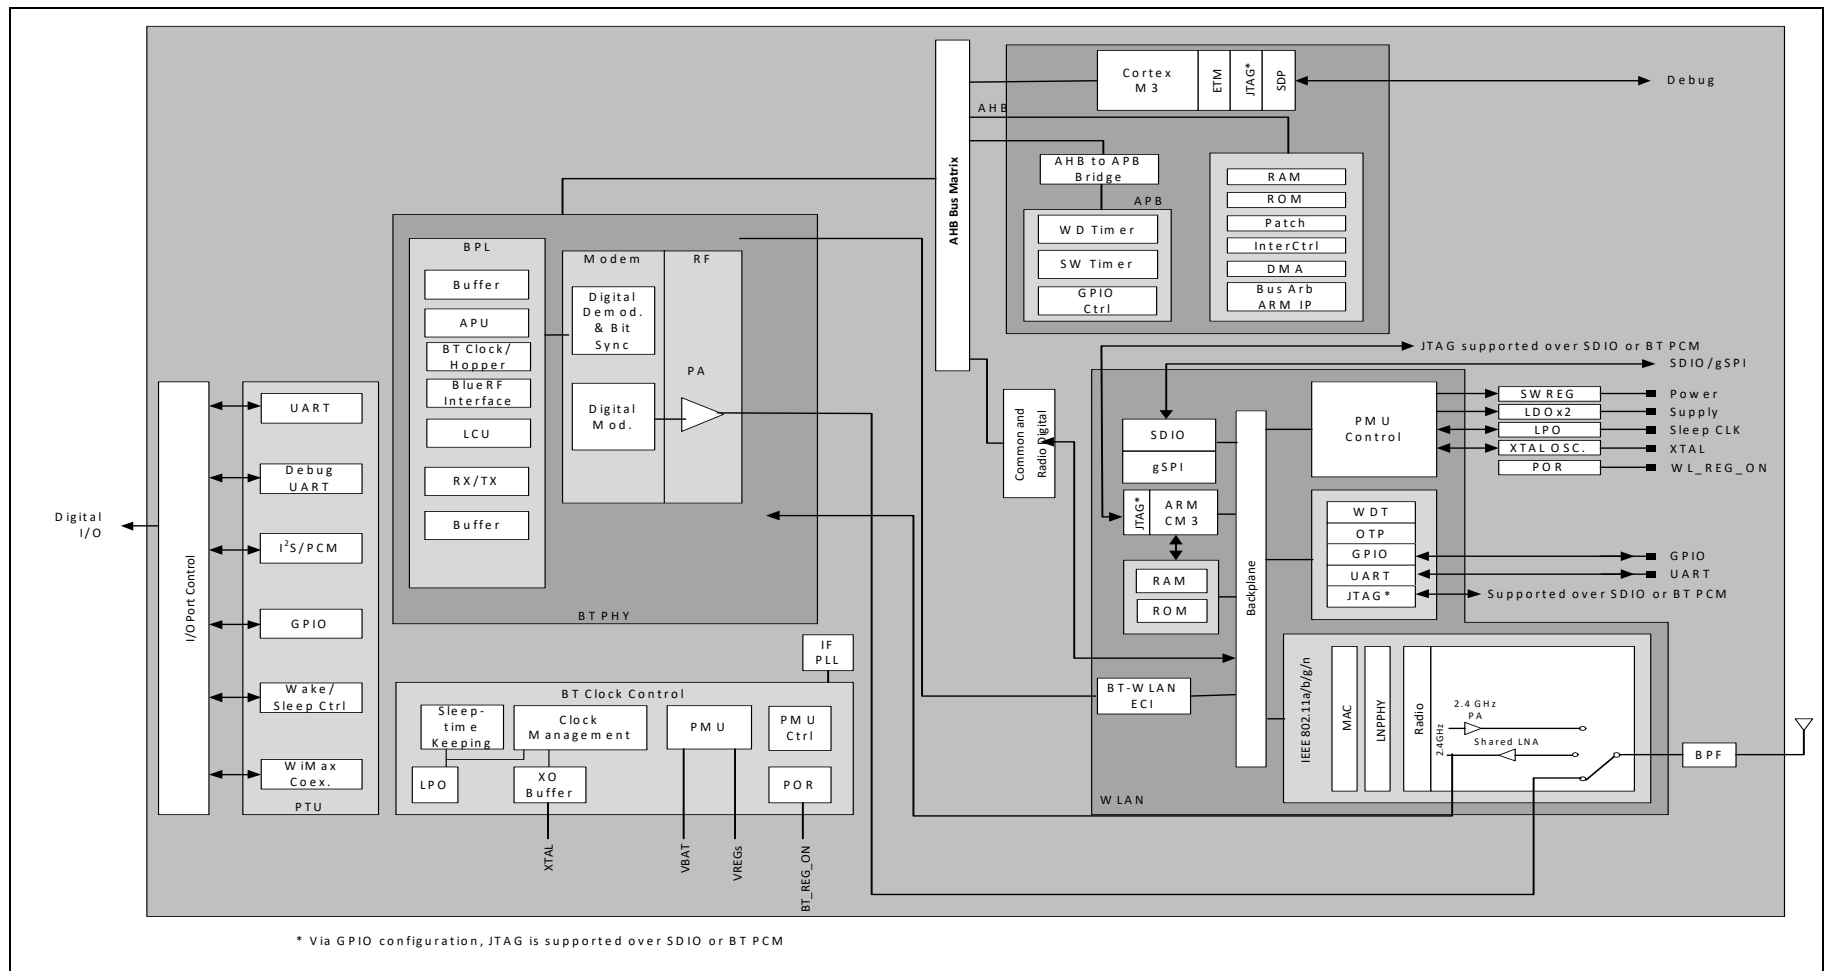 Cortex
M3
ETM
JTAG*
SDP
Debug
AHB
AHB Bus Matrix
AHB to APB
Bridge
APB
WD Timer
SW Timer
GPIO
Ctrl
RAM
ROM
Patch
InterCtrl
DMA
Bus Arb
ARM IP
BPL
Buffer
APU
BT Clock/
Hopper
BlueRF
Interface
LCU
RX/TX
Buffer
Modem
Digital
Demod.
& Bit
Sync
Digital
Mod.
RF
PA
BT PHY
Digital
I/O
I/O Port Control
UART
Debug
UART
I²S/PCM
GPIO
Wake/
Sleep Ctrl
WiMax
Coex.
PTU
IF
PLL
BT Clock Control
Sleep-
time
Keeping
Clock
Management
PMU
PMU
Ctrl
LPO
XO
Buffer
POR
XTAL
VBAT
VREGs
BT_REG_ON
Common and
Radio Digital
JTAG supported over SDIO or BT PCM
SDIO/gSPI
SDIO
gSPI
JTAG*
ARM
CM3
RAM
ROM
Backplane
BT-WLAN
ECI
WLAN
PMU
Control
SW REG
LDO x2
LPO
XTAL OSC.
POR
Power
Supply
Sleep CLK
XTAL
WL_REG_ON
WDT
OTP
GPIO
UART
JTAG*
GPIO
UART
Supported over SDIO or BT PCM
IEEE 802.11a/b/g/n
MAC
LNPPHY
Radio
2.4GHz
2.4 GHz
PA
Shared LNA
BPF
* Via GPIO configuration, JTAG is supported over SDIO or BT PCM